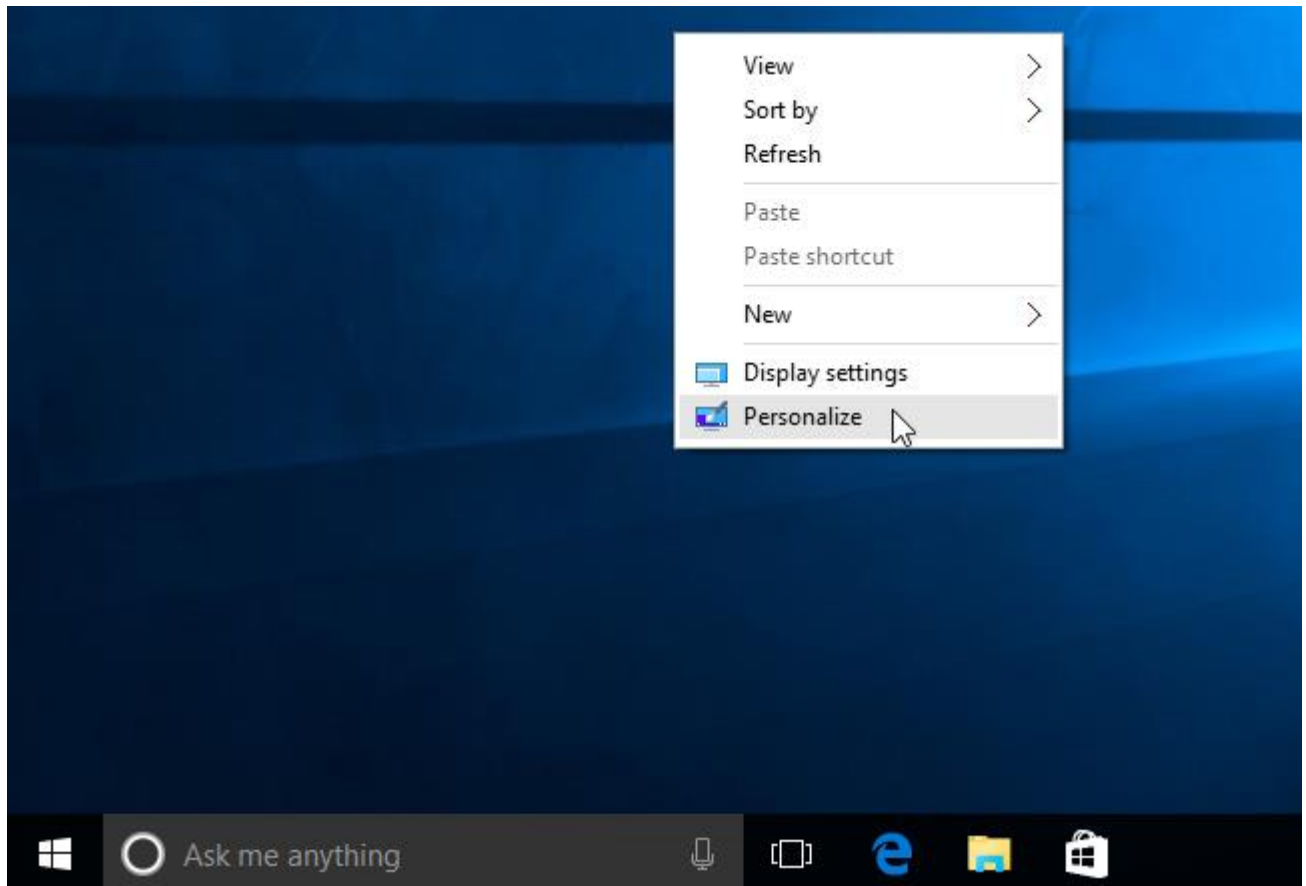 View
Sort by
Refresh
Paste
Paste shortcut
New
Display settings
Personalize
Ask me anything